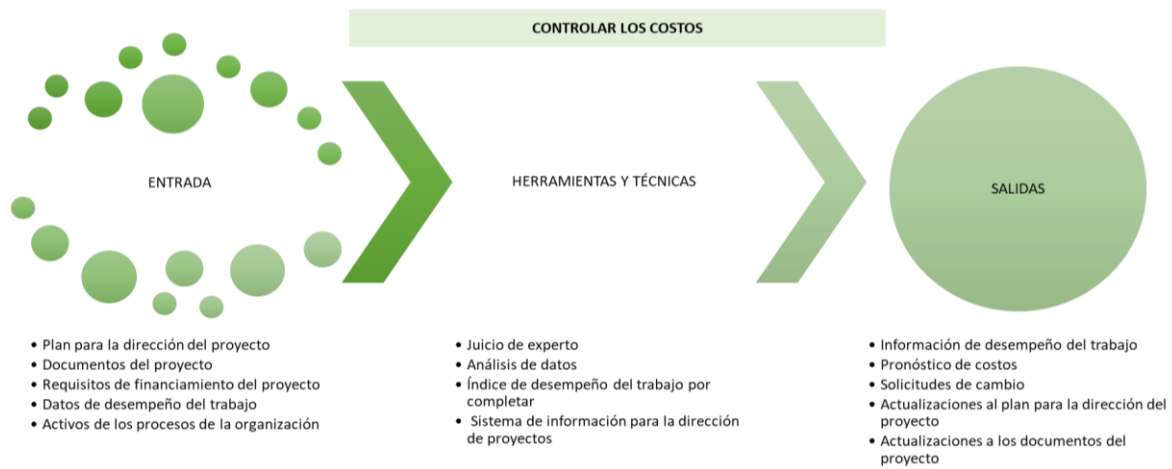 CONTROLAR LOS COSTOS
ENTRADA
HERRAMIENTAS Y TÉCNICAS
SALIDAS
• Plan para la dirección del proyecto
• Documentos del proyecto
• Requisitos de financiamiento del proyecto
• Datos de desempeño del trabajo
• Activos de los procesos de la organización
• Juicio de experto
• Análisis de datos
• Índice de desempeño del trabajo por
completar
• Sistema de información para la dirección
de proyectos
• Información de desempeño del trabajo
• Pronóstico de costos
• Solicitudes de cambio
• Actualizaciones al plan para la dirección del
proyecto
• Actualizaciones a los documentos del
proyecto